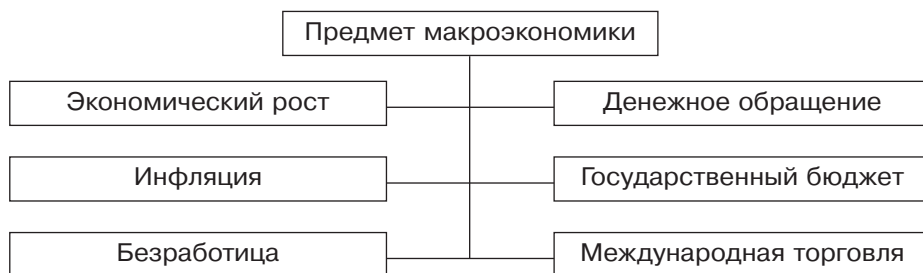 Предмет макроэкономики
Экономический рост
Денежное обращение
Инфляция
Государственный бюджет
Безработица
Международная торговля